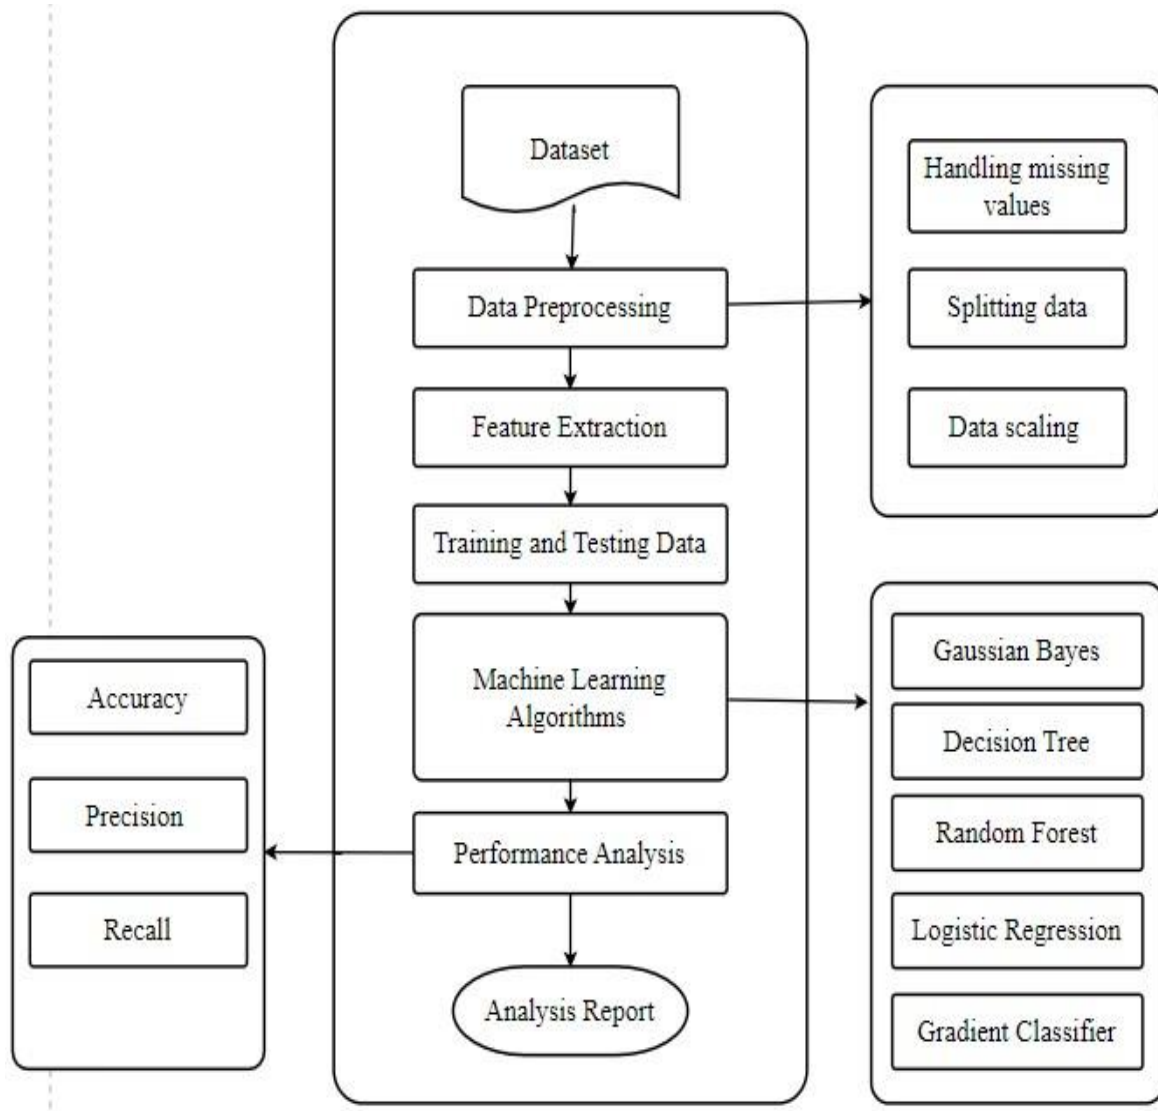 Dataset
Data Preprocessing
Feature Extraction
Training and Testing Data
Machine Learning
Algorithms
Performance Analysis
Analysis Report
Handling missing
values
Splitting data
Data scaling
Gaussian Bayes
Decision Tree
Random Forest
Logistic Regression
Gradient Classifier
Accuracy
Precision
Recall